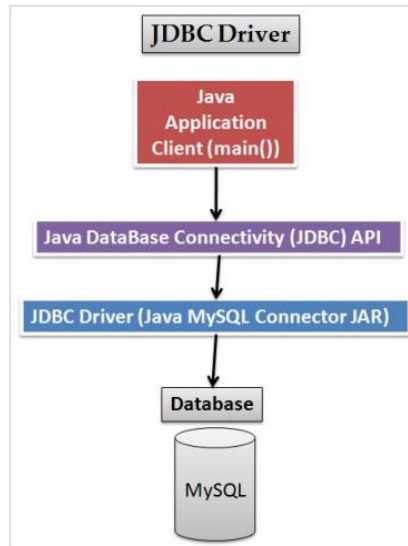 JDBC Driver
Java
Application
Client (main())
Java DataBase Connectivity (JDBC) API
JDBC Driver (Java MySQL Connector JAR)
Database
MySQL